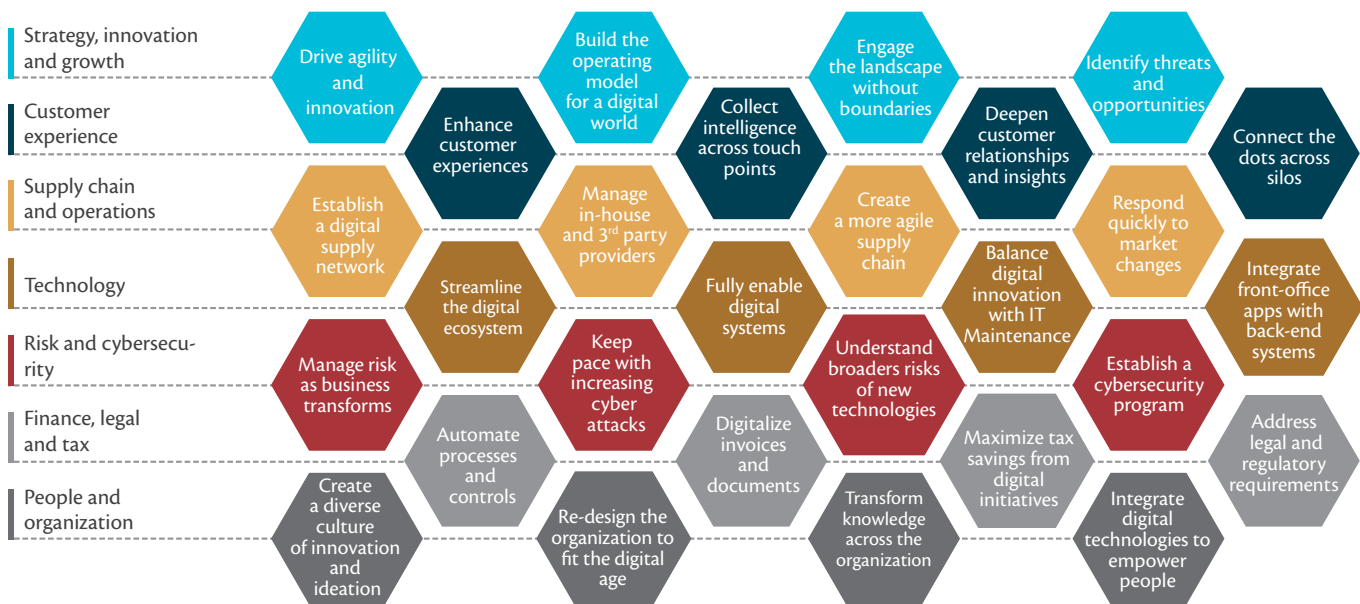 Strategy, innovation
and growth
Drive agility
and
innovation
Build the
operating
model
for a digital
world
Engage
the landscape
without
boundaries
Identify threats
and
opportunities
Customer
experience
Enhance
customer
experiences
Collect
intelligence
across touch
points
Deepen
customer
relationships
and insights
Connect the
dots across
silos
Supply chain
and operations
Establish
a digital
supply
network
Manage
in-house
and 3rd party
providers
Create
a more agile
supply
chain
Respond
quickly to
market
changes
Technology
Streamline
the digital
ecosystem
Fully enable
digital
systems
Balance
digital
innovation
with IT
Maintenance
Integrate
front-office
apps with
back-end
systems
Risk and cybersecu-
rity
Manage risk
as business
transforms
Keep
pace with
increasing
cyber
attacks
Understand
broaders risks
of new
technologies
Establish a
cybersecurity
program
Finance, legal
and tax
Automate
processes
and
controls
Digitalize
invoices
and
documents
Maximize tax
savings from
digital
initiatives
Address
legal and
regulatory
requirements
People and
organization
Create
a diverse
culture
of innovation
and
ideation
Re-design the
organization to
fit the digital
age
Transform
knowledge
across the
organization
Integrate
digital
technologies to
empower
people